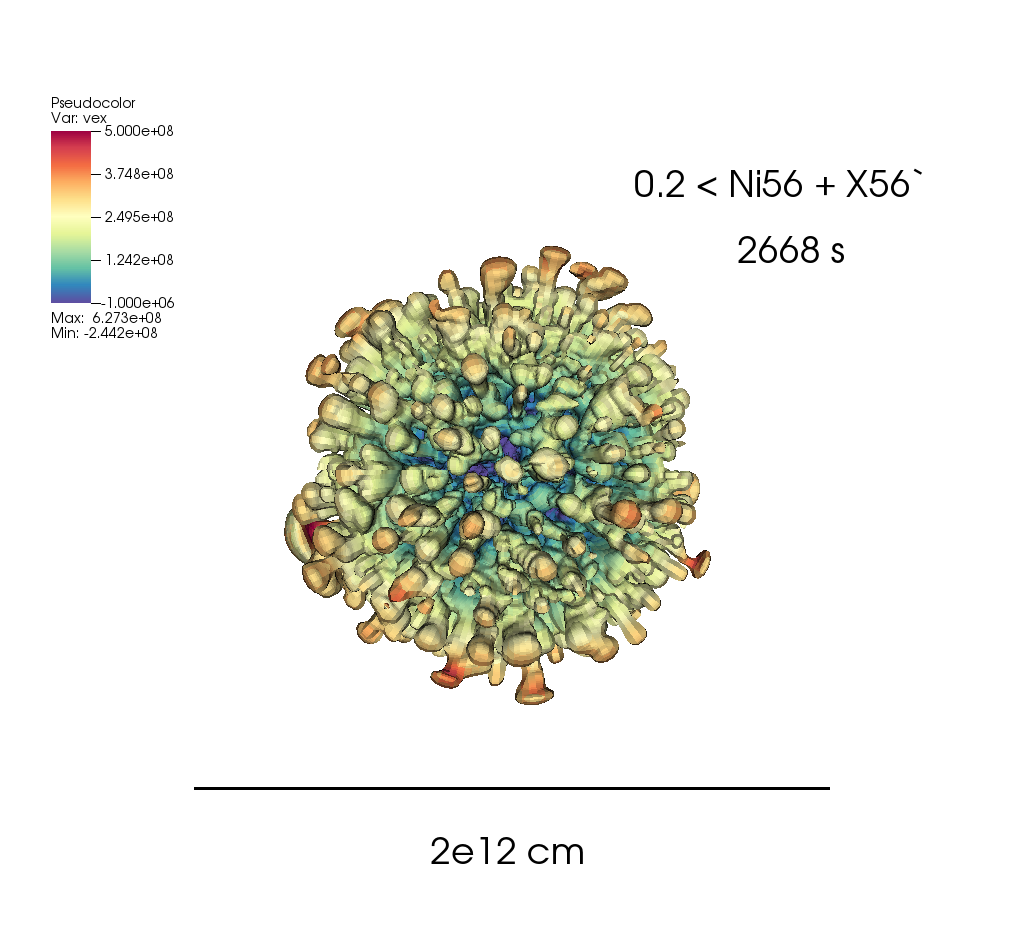 Pseudocolor
Var: vex
5.000e+08
3.748e+08
2.495e+08
1.242e+08
-1.000e+06
Max: 6.273e+08
Min: -2.442e+08
0.2 < Ni56 + X56`
2668 s
2e12 cm